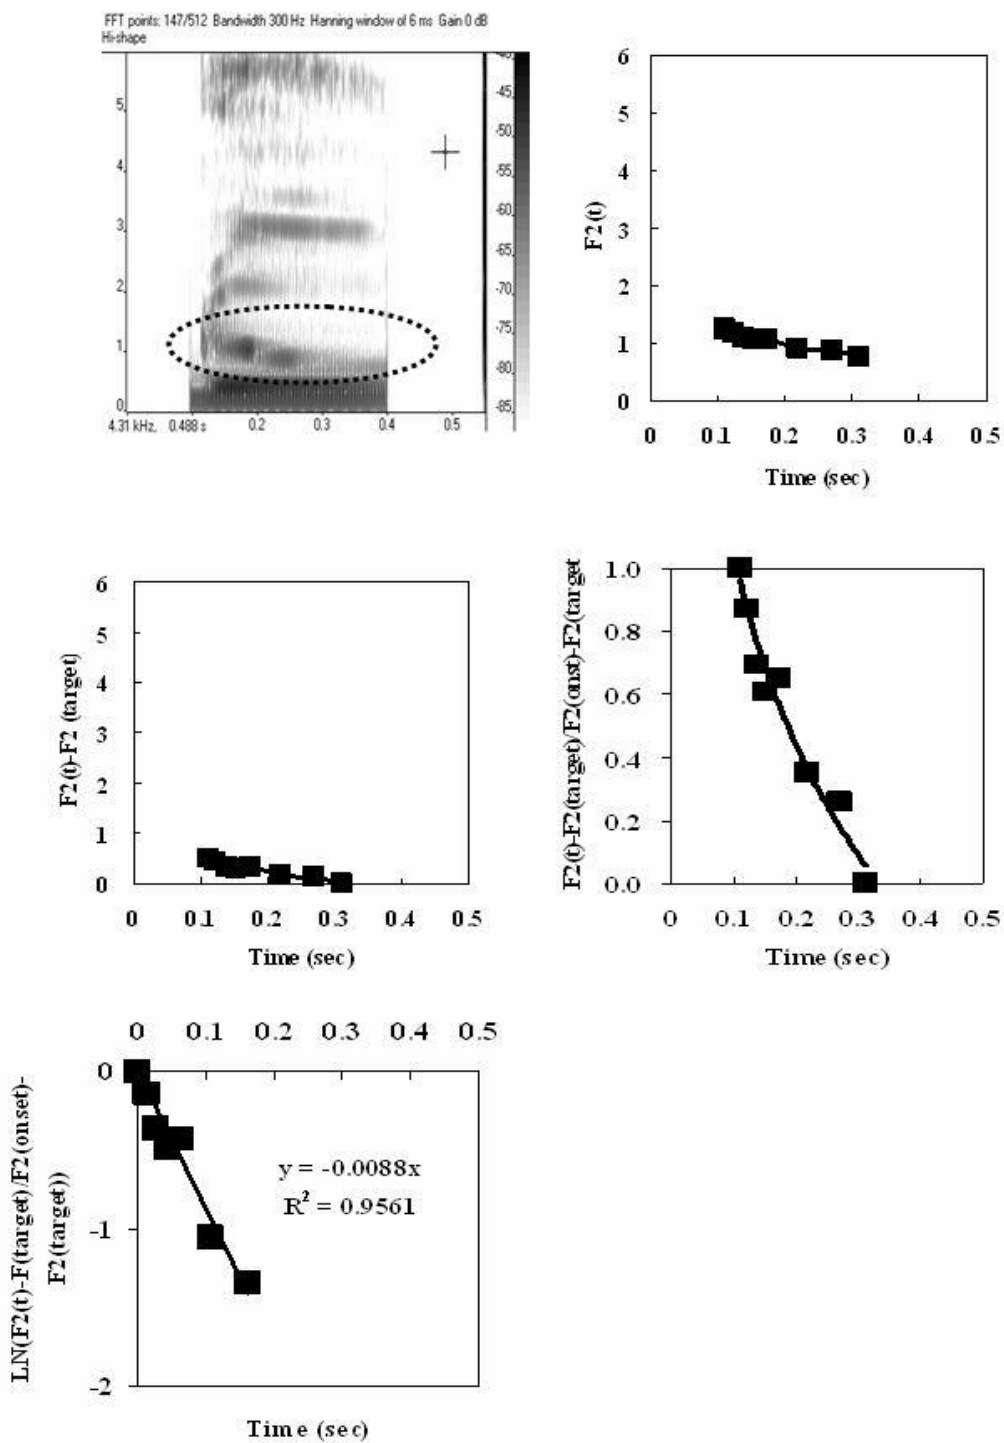 FFT points: 147/512 Bandwidth 300 Hz Hanning window of 6 ms Gain 0 dB
Hi-shape
5
4
3
2
1
0
4.31 kHz, 0.488 s 0.2 0.3 0.4 0.5
-45
-50
-55
-60
-65
-70
-75
-80
-85
6
5
4
3
2
1
0
F2(t)
0 0.1 0.2 0.3 0.4 0.5
Time (sec)
6
5
4
3
2
1
0
F2(t)-F2 (target)
0 0.1 0.2 0.3 0.4 0.5
Time (sec)
1.0
0.8
0.6
0.4
0.2
0.0
F2(t)-F2(target)/F2(onst)-F2(target
0 0.1 0.2 0.3 0.4 0.5
Time (sec)
0 0.1 0.2 0.3 0.4 0.5
0
-1
-2
LN(F2(t)-F(target)/F2(onset)-
F2(target))
y = -0.0088x
R² = 0.9561
Time (sec)